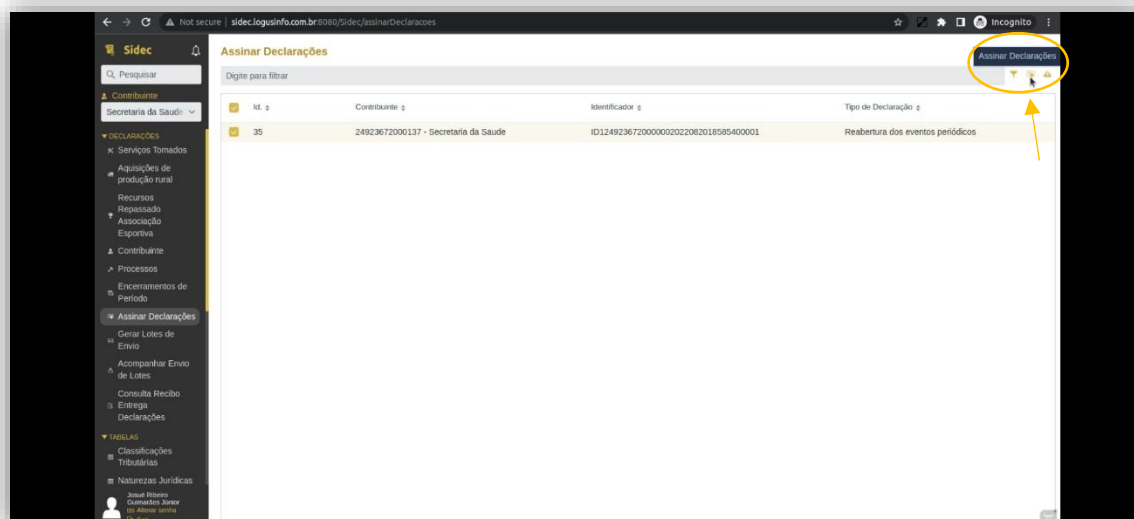 Not secure | sidec.logusinfo.com.br:8080/Sidec/assinarDeclaracoes
Incognito
Sidec
Pesquisar
Contribuinte
Secretaria da Saude
DECLARAÇÕES
Serviços Tomados
Aquisições de
produção rural
Recursos
Repassado
Associação
Esportiva
Contribuinte
Processos
Encerramentos de
Período
Assinar Declarações
Gerar Lotes de
Envio
Acompanhar Envio
de Lotes
Consulta Recibo
Entrega
Declarações
TABELAS
Classificações
Tributárias
Naturezas Jurídicas
Josué Ribeiro
Guimarães Júnior
Alterar senha
Assinar Declarações
Assinar Declarações
Digite para filtrar
Id. Contribuinte Identificador Tipo de Declaração
35 24923672000137 - Secretaria da Saude ID1249236720000002022082018585400001 Reabertura dos eventos periódicos